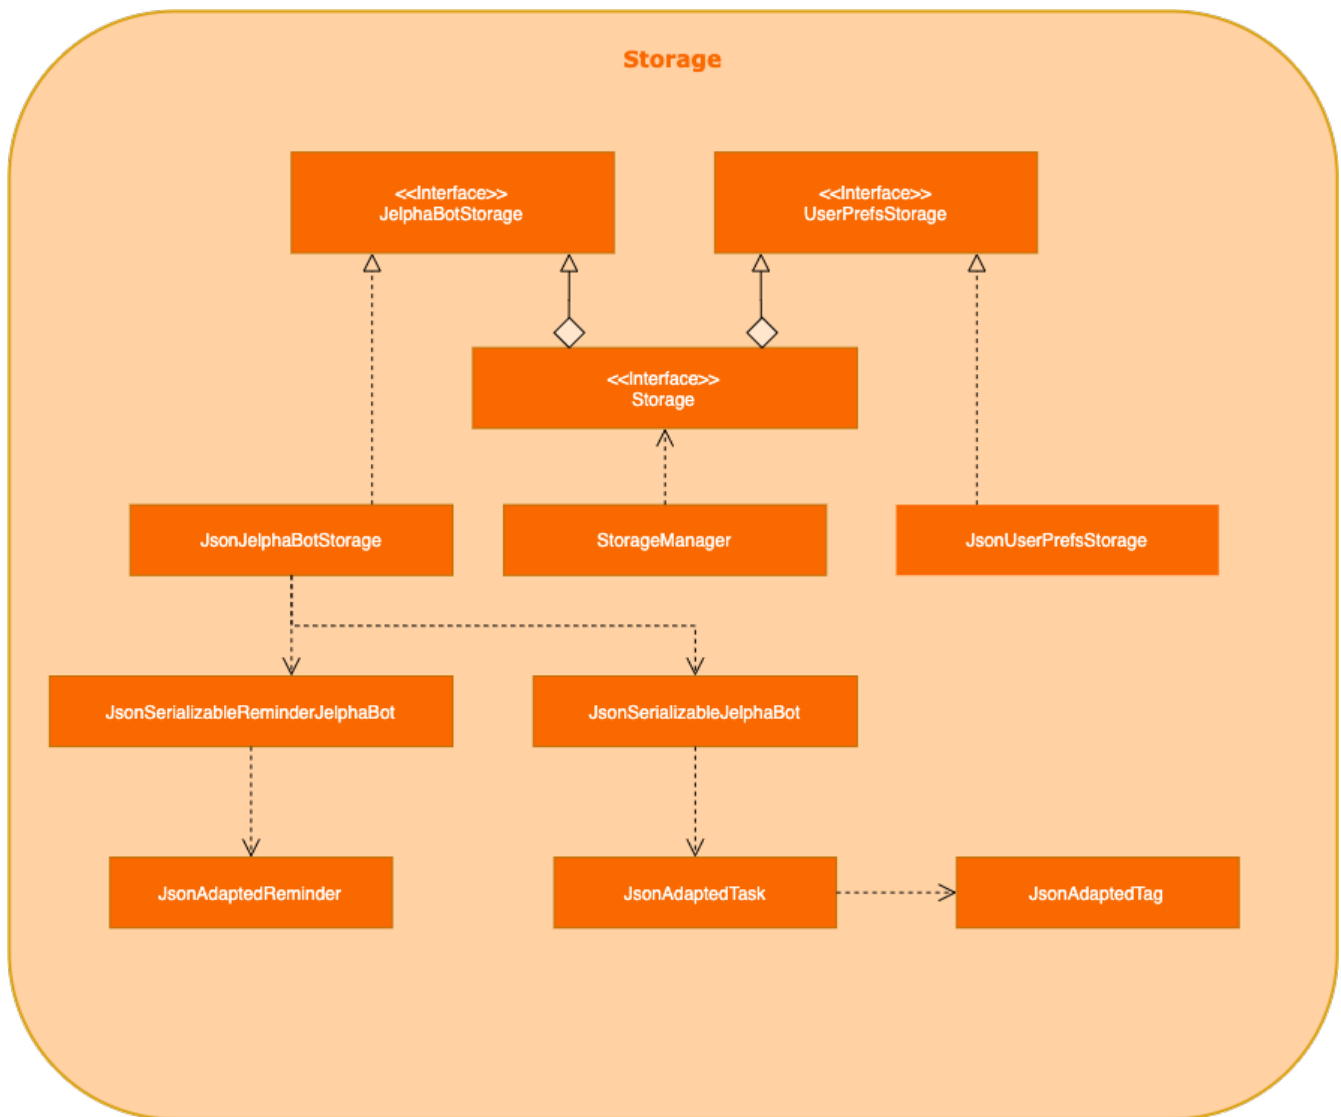 Storage
<<Interface>>
JelphaBotStorage
<<Interface>>
UserPrefsStorage
<<Interface>>
Storage
JsonJelphaBotStorage
StorageManager
JsonUserPrefsStorage
JsonSerializableReminderJelphaBot
JsonSerializableJelphaBot
JsonAdaptedReminder
JsonAdaptedTask
JsonAdaptedTag